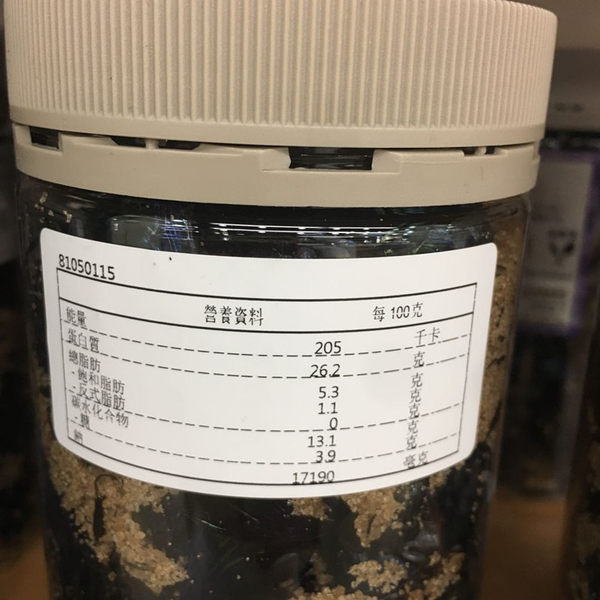 81050115
營養資料 每 100克
能量 205 千卡
蛋白質 26.2 克
總脂肪 5.3 克
- 飽和脂肪 1.1 克
- 反式脂肪 0 克
碳水化合物 13.1 克
- 糖 3.9 克
鈉 17190 毫克